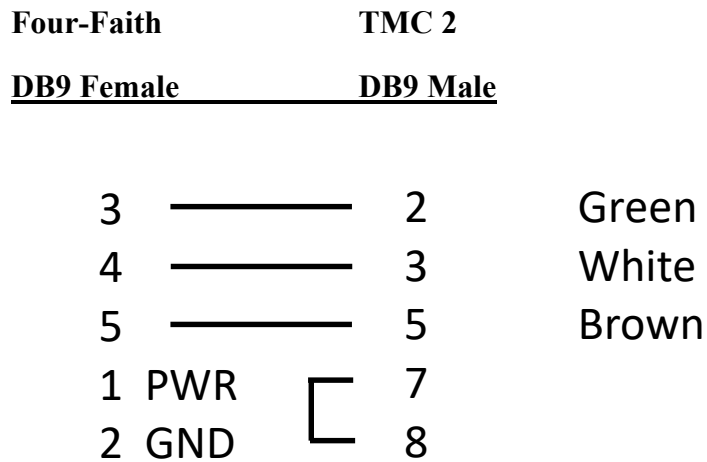 Four-Faith TMC 2
DB9 Female DB9 Male
3 2 Green
4 3 White
5 5 Brown
1 PWR 7
2 GND 8